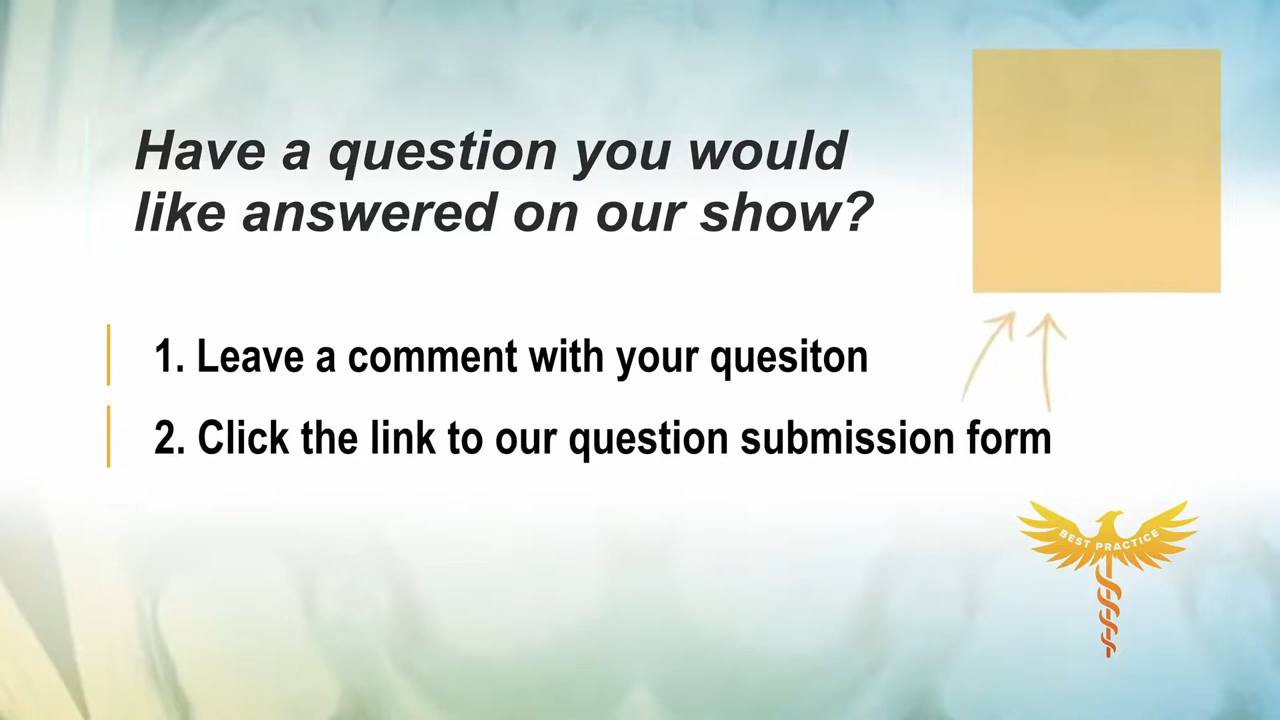 Have a question you would
like answered on our show?
1. Leave a comment with your quesiton
2. Click the link to our question submission form
BEST PRACTICE